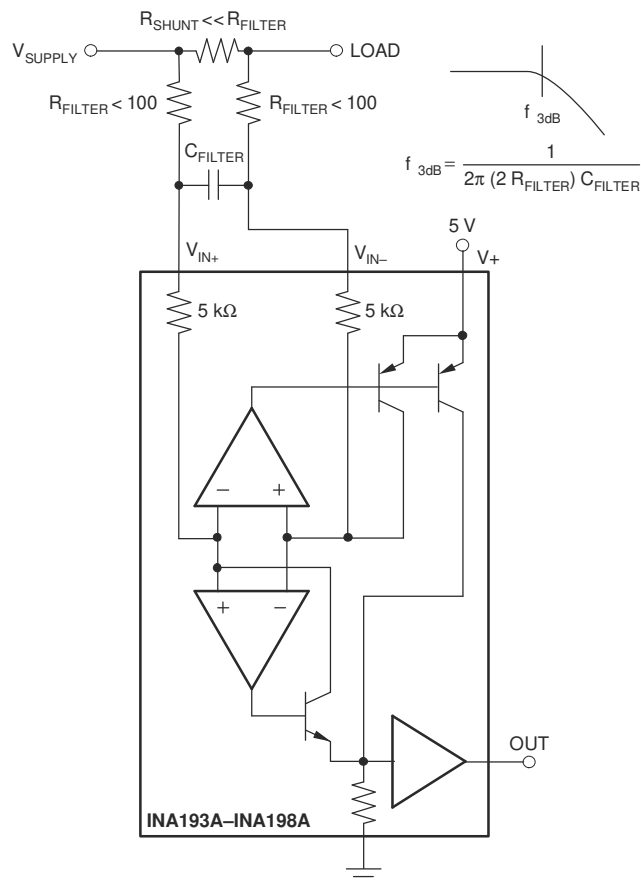 R_SHUNT << R_FILTER
V_SUPPLY
LOAD
R_FILTER < 100
R_FILTER < 100
f_3dB
C_FILTER
f_3dB = 1 / 2π (2 R_FILTER) C_FILTER
5 V
V+
V_IN+
V_IN–
5 kΩ
5 kΩ
– +
+ –
OUT
INA193A–INA198A